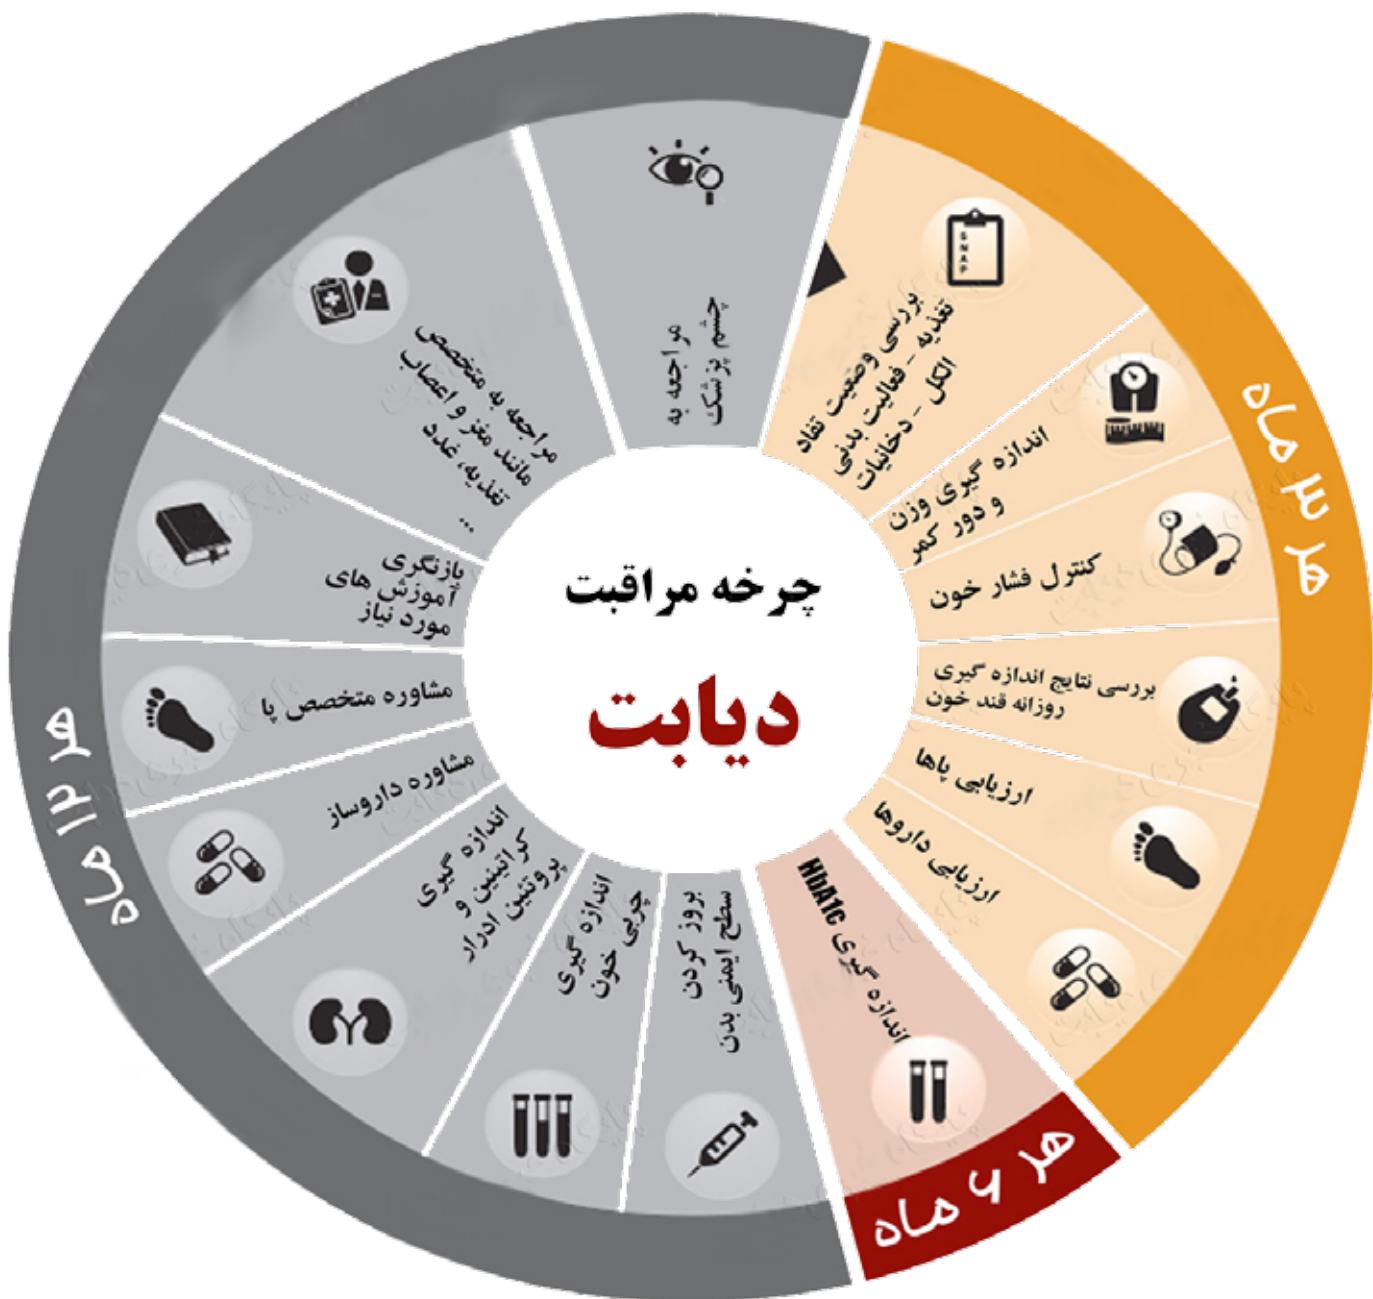 چرخه مراقبت
دیابت
هر ۳ ماه
SNAP
بررسی وضعیت تفاد
تغذیه - فعالیت بدنی
الکل - دخانیات
اندازه گیری وزن
و دور کمر
کنترل فشار خون
بررسی نتایج اندازه گیری
روزانه قند خون
ارزیابی پاها
ارزیابی داروها
هر ۶ ماه
اندازه گیری HbA1c
هر ۱۲ ماه
بروز کردن
سطح ایمنی بدن
اندازه گیری
چربی خون
اندازه گیری
کراتینین و
پروتئین ادرار
مشاوره داروساز
مشاوره متخصص پا
بازنگری
آموزش های
مورد نیاز
مراجعه به متخصص
مانند مغز و اعصاب
تغذیه، غدد
...
مراجعه به
چشم پزشک